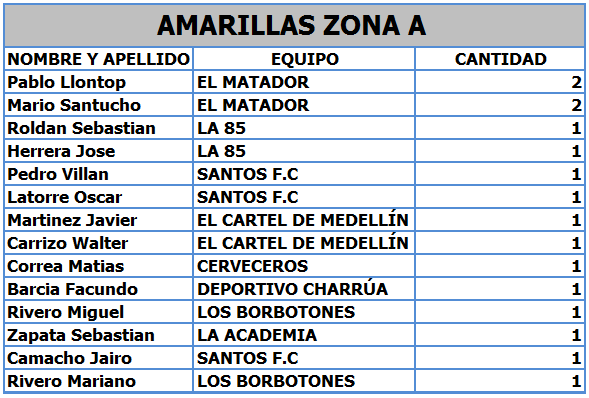 AMARILLAS ZONA A
NOMBRE Y APELLIDO EQUIPO CANTIDAD
Pablo Llontop EL MATADOR 2
Mario Santucho EL MATADOR 2
Roldan Sebastian LA 85 1
Herrera Jose LA 85 1
Pedro Villan SANTOS F.C 1
Latorre Oscar SANTOS F.C 1
Martinez Javier EL CARTEL DE MEDELLÍN 1
Carrizo Walter EL CARTEL DE MEDELLÍN 1
Correa Matias CERVECEROS 1
Barcia Facundo DEPORTIVO CHARRÚA 1
Rivero Miguel LOS BORBOTONES 1
Zapata Sebastian LA ACADEMIA 1
Camacho Jairo SANTOS F.C 1
Rivero Mariano LOS BORBOTONES 1